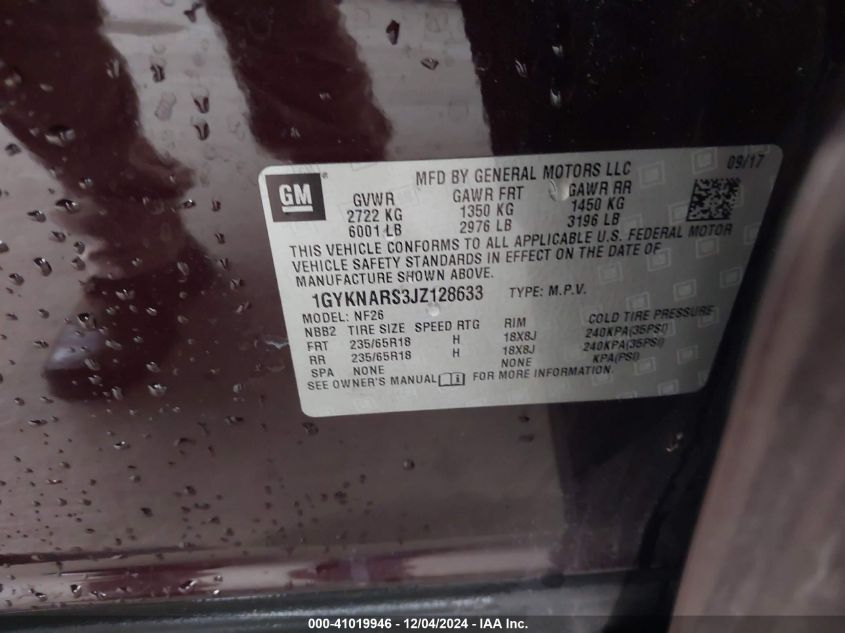 GM
MFD BY GENERAL MOTORS LLC 09/17
GVWR GAWR FRT GAWR RR
2722 KG 1350 KG 1450 KG
6001 LB 2976 LB 3196 LB
THIS VEHICLE CONFORMS TO ALL APPLICABLE U.S. FEDERAL MOTOR
VEHICLE SAFETY STANDARDS IN EFFECT ON THE DATE OF
MANUFACTURE SHOWN ABOVE.
1GYKNARS3JZ128633 TYPE: M.P.V.
MODEL: NF26
NBB2 TIRE SIZE SPEED RTG RIM COLD TIRE PRESSURE
FRT 235/65R18 H 18X8J 240KPA(35PSI)
RR 235/65R18 H 18X8J 240KPA(35PSI)
SPA NONE NONE KPA(PSI)
SEE OWNER'S MANUAL FOR MORE INFORMATION.
000-41019946 - 12/04/2024 - IAA Inc.